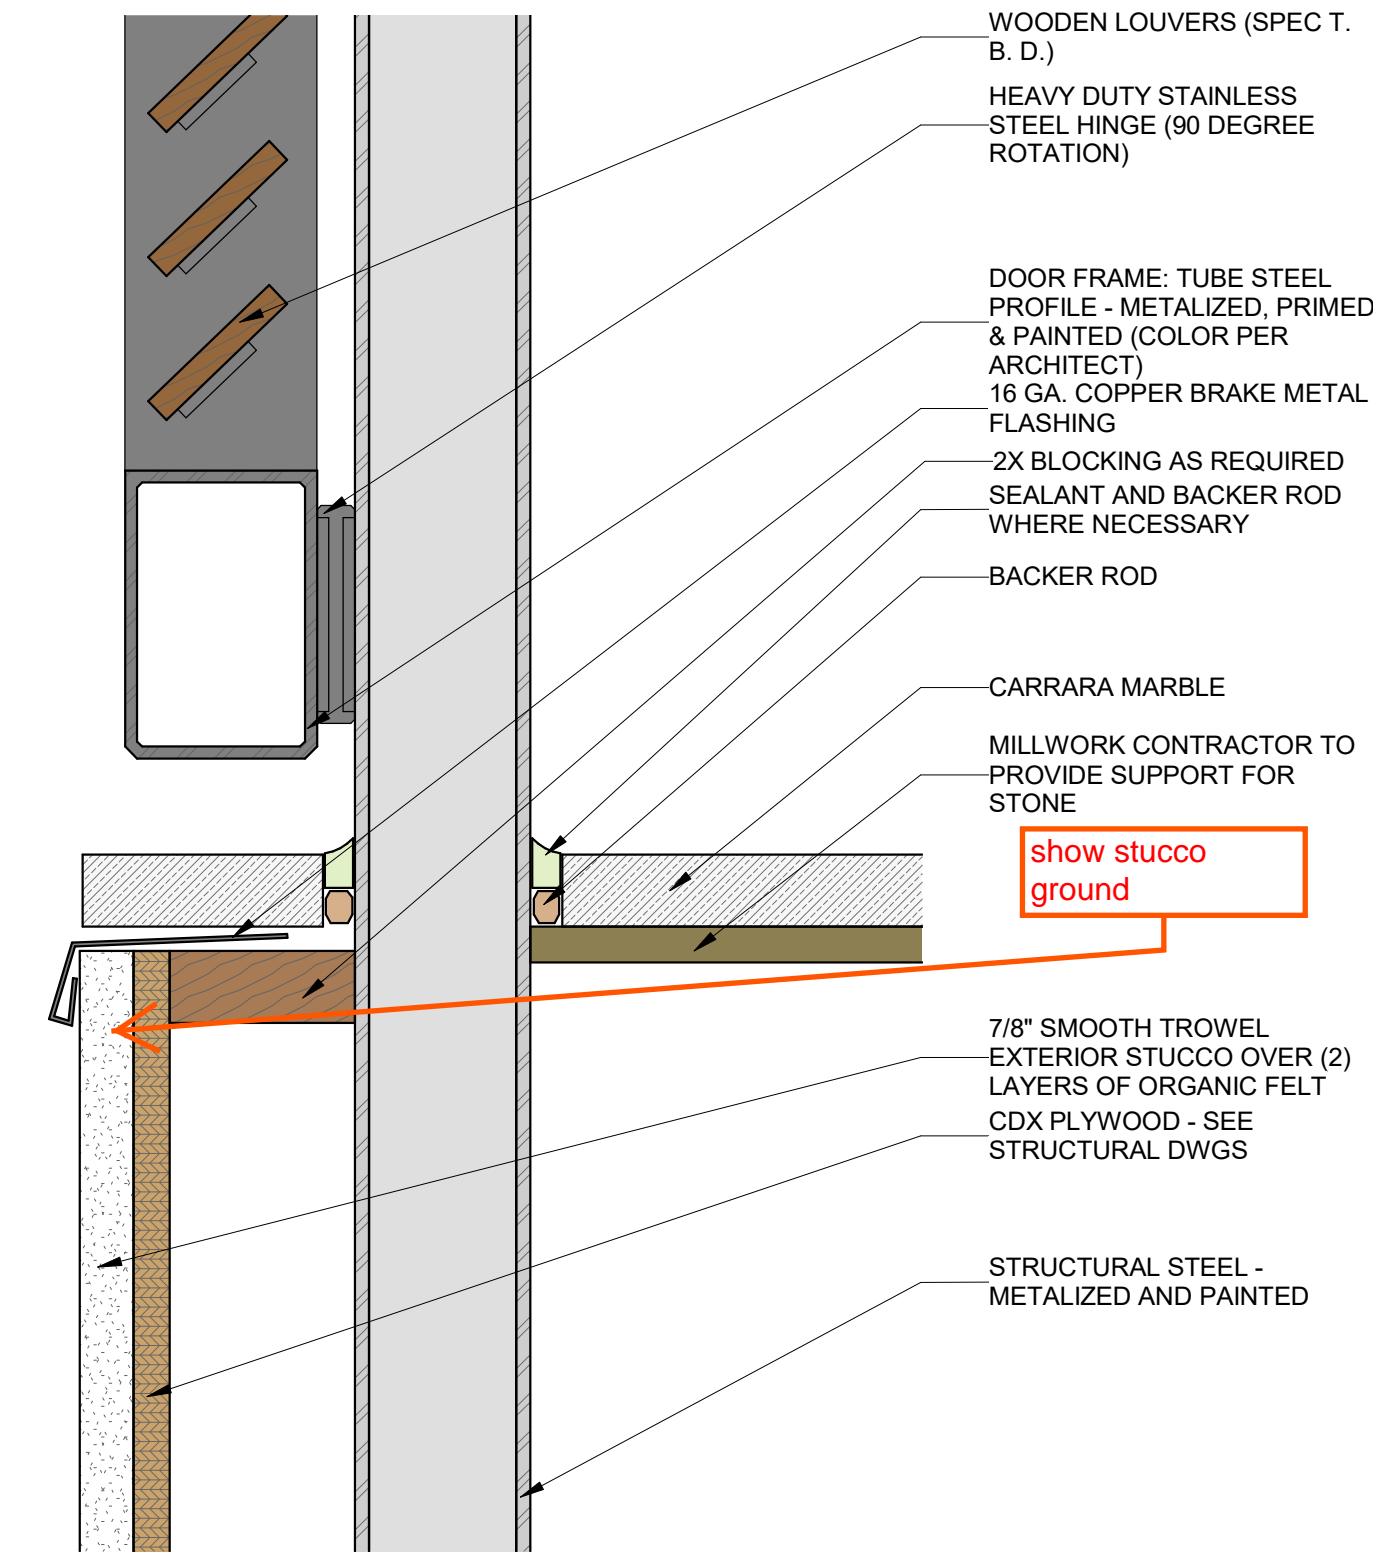 WOODEN LOUVERS (SPEC T.
B. D.)
HEAVY DUTY STAINLESS
STEEL HINGE (90 DEGREE
ROTATION)
DOOR FRAME: TUBE STEEL
PROFILE - METALIZED, PRIMED
& PAINTED (COLOR PER
ARCHITECT)
16 GA. COPPER BRAKE METAL
FLASHING
2X BLOCKING AS REQUIRED
SEALANT AND BACKER ROD
WHERE NECESSARY
BACKER ROD
CARRARA MARBLE
MILLWORK CONTRACTOR TO
PROVIDE SUPPORT FOR
STONE
show stucco
ground
7/8" SMOOTH TROWEL
EXTERIOR STUCCO OVER (2)
LAYERS OF ORGANIC FELT
CDX PLYWOOD - SEE
STRUCTURAL DWGS
STRUCTURAL STEEL -
METALIZED AND PAINTED